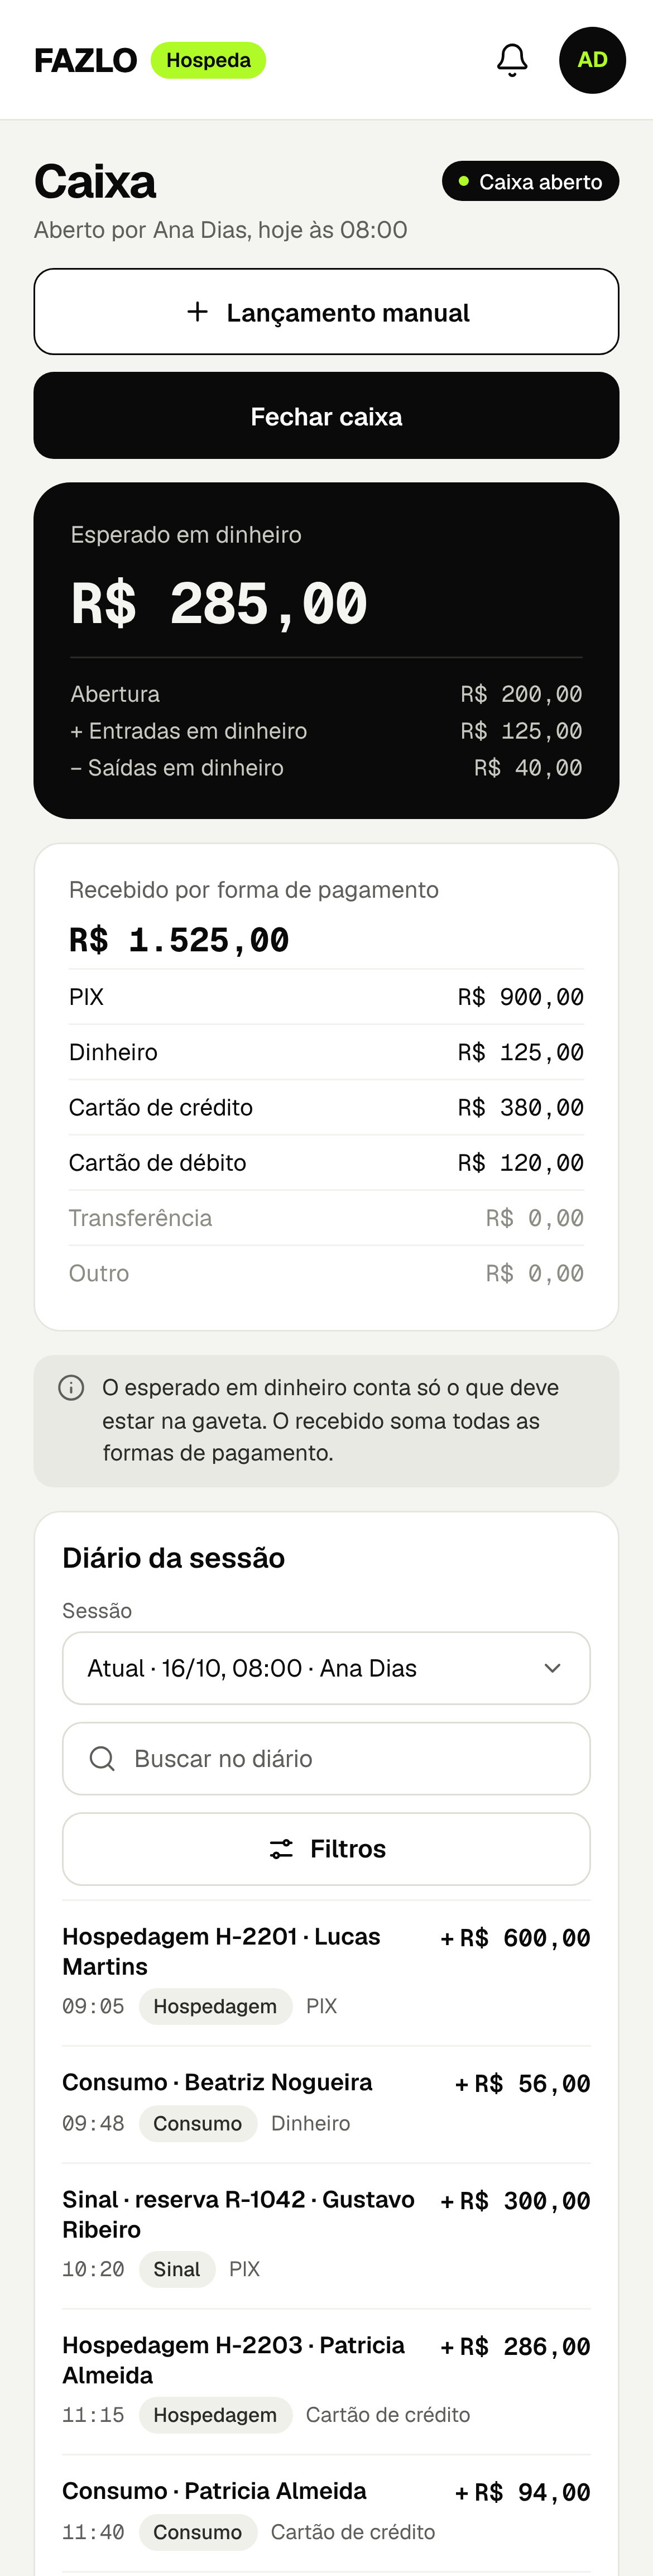 FAZLO Hospeda AD
Caixa Caixa aberto
Aberto por Ana Dias, hoje às 08:00
+ Lançamento manual
Fechar caixa
Esperado em dinheiro
R$ 285,00
Abertura R$ 200,00
+ Entradas em dinheiro R$ 125,00
− Saídas em dinheiro R$ 40,00
Recebido por forma de pagamento
R$ 1.525,00
PIX R$ 900,00
Dinheiro R$ 125,00
Cartão de crédito R$ 380,00
Cartão de débito R$ 120,00
Transferência R$ 0,00
Outro R$ 0,00
O esperado em dinheiro conta só o que deve
estar na gaveta. O recebido soma todas as
formas de pagamento.
Diário da sessão
Sessão
Atual · 16/10, 08:00 · Ana Dias
Buscar no diário
Filtros
Hospedagem H-2201 · Lucas + R$ 600,00
Martins
09:05 Hospedagem PIX
Consumo · Beatriz Nogueira + R$ 56,00
09:48 Consumo Dinheiro
Sinal · reserva R-1042 · Gustavo + R$ 300,00
Ribeiro
10:20 Sinal PIX
Hospedagem H-2203 · Patricia + R$ 286,00
Almeida
11:15 Hospedagem Cartão de crédito
Consumo · Patricia Almeida + R$ 94,00
11:40 Consumo Cartão de crédito